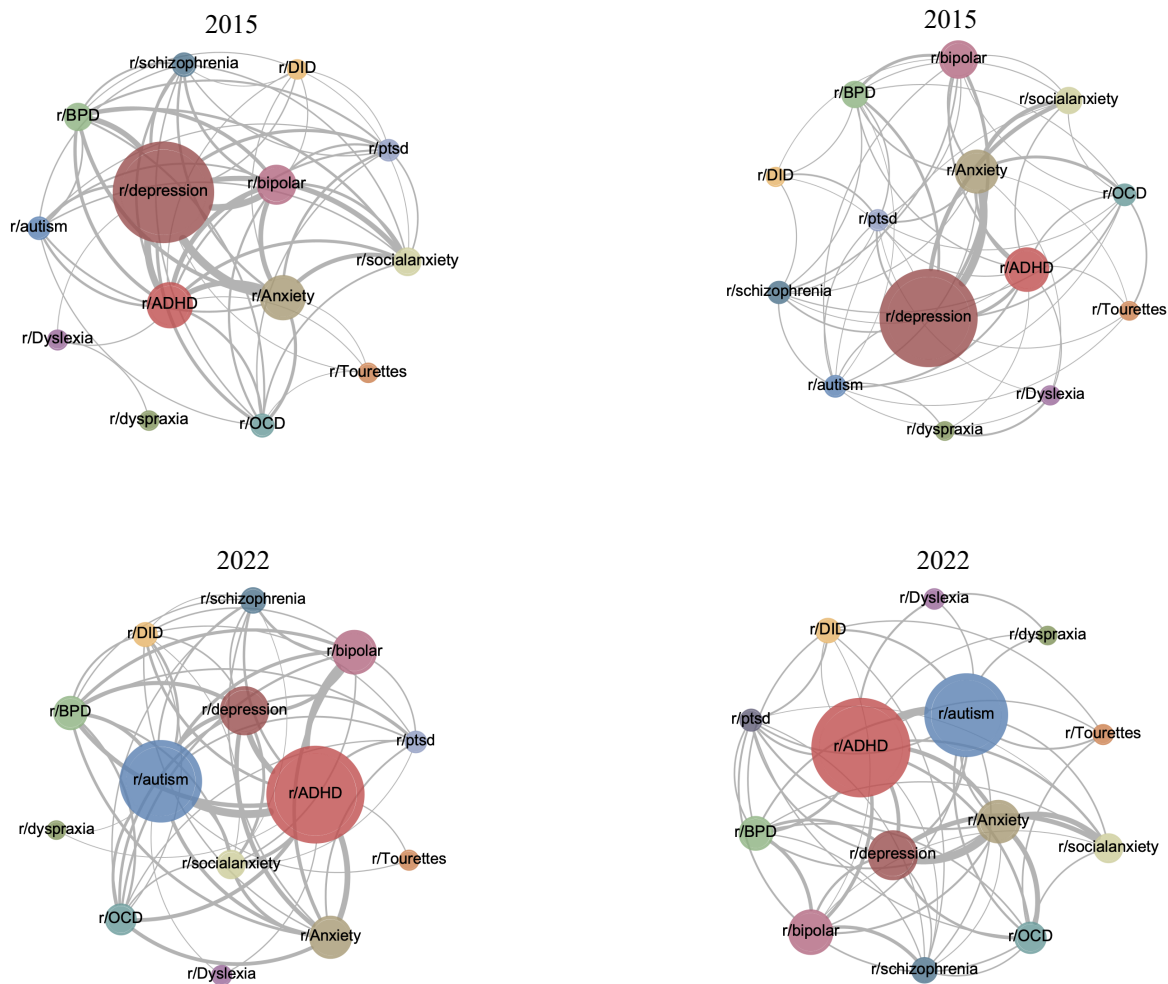 2015
r/schizophrenia
r/DID
r/BPD
r/ptsd
r/depression
r/bipolar
r/autism
r/socialanxiety
r/ADHD
r/Anxiety
r/Dyslexia
r/Tourettes
r/dyspraxia
r/OCD
2015
r/bipolar
r/BPD
r/socialanxiety
r/DID
r/Anxiety
r/OCD
r/ptsd
r/ADHD
r/schizophrenia
r/depression
r/Tourettes
r/autism
r/Dyslexia
r/dyspraxia
2022
r/schizophrenia
r/DID
r/bipolar
r/BPD
r/depression
r/ptsd
r/autism
r/ADHD
r/dyspraxia
r/socialanxiety
r/Tourettes
r/OCD
r/Anxiety
r/Dyslexia
2022
r/Dyslexia
r/DID
r/dyspraxia
r/ptsd
r/autism
r/Tourettes
r/ADHD
r/BPD
r/Anxiety
r/depression
r/socialanxiety
r/bipolar
r/OCD
r/schizophrenia